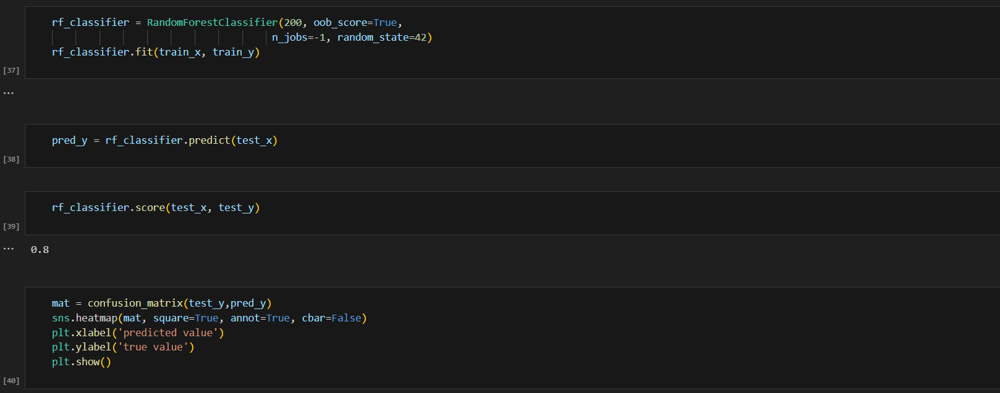 rf_classifier = RandomForestClassifier(200, oob_score=True,
n_jobs=-1, random_state=42)
rf_classifier.fit(train_x, train_y)
[37]
...
pred_y = rf_classifier.predict(test_x)
[38]
rf_classifier.score(test_x, test_y)
[39]
... 0.8
mat = confusion_matrix(test_y,pred_y)
sns.heatmap(mat, square=True, annot=True, cbar=False)
plt.xlabel('predicted value')
plt.ylabel('true value')
plt.show()
[40]